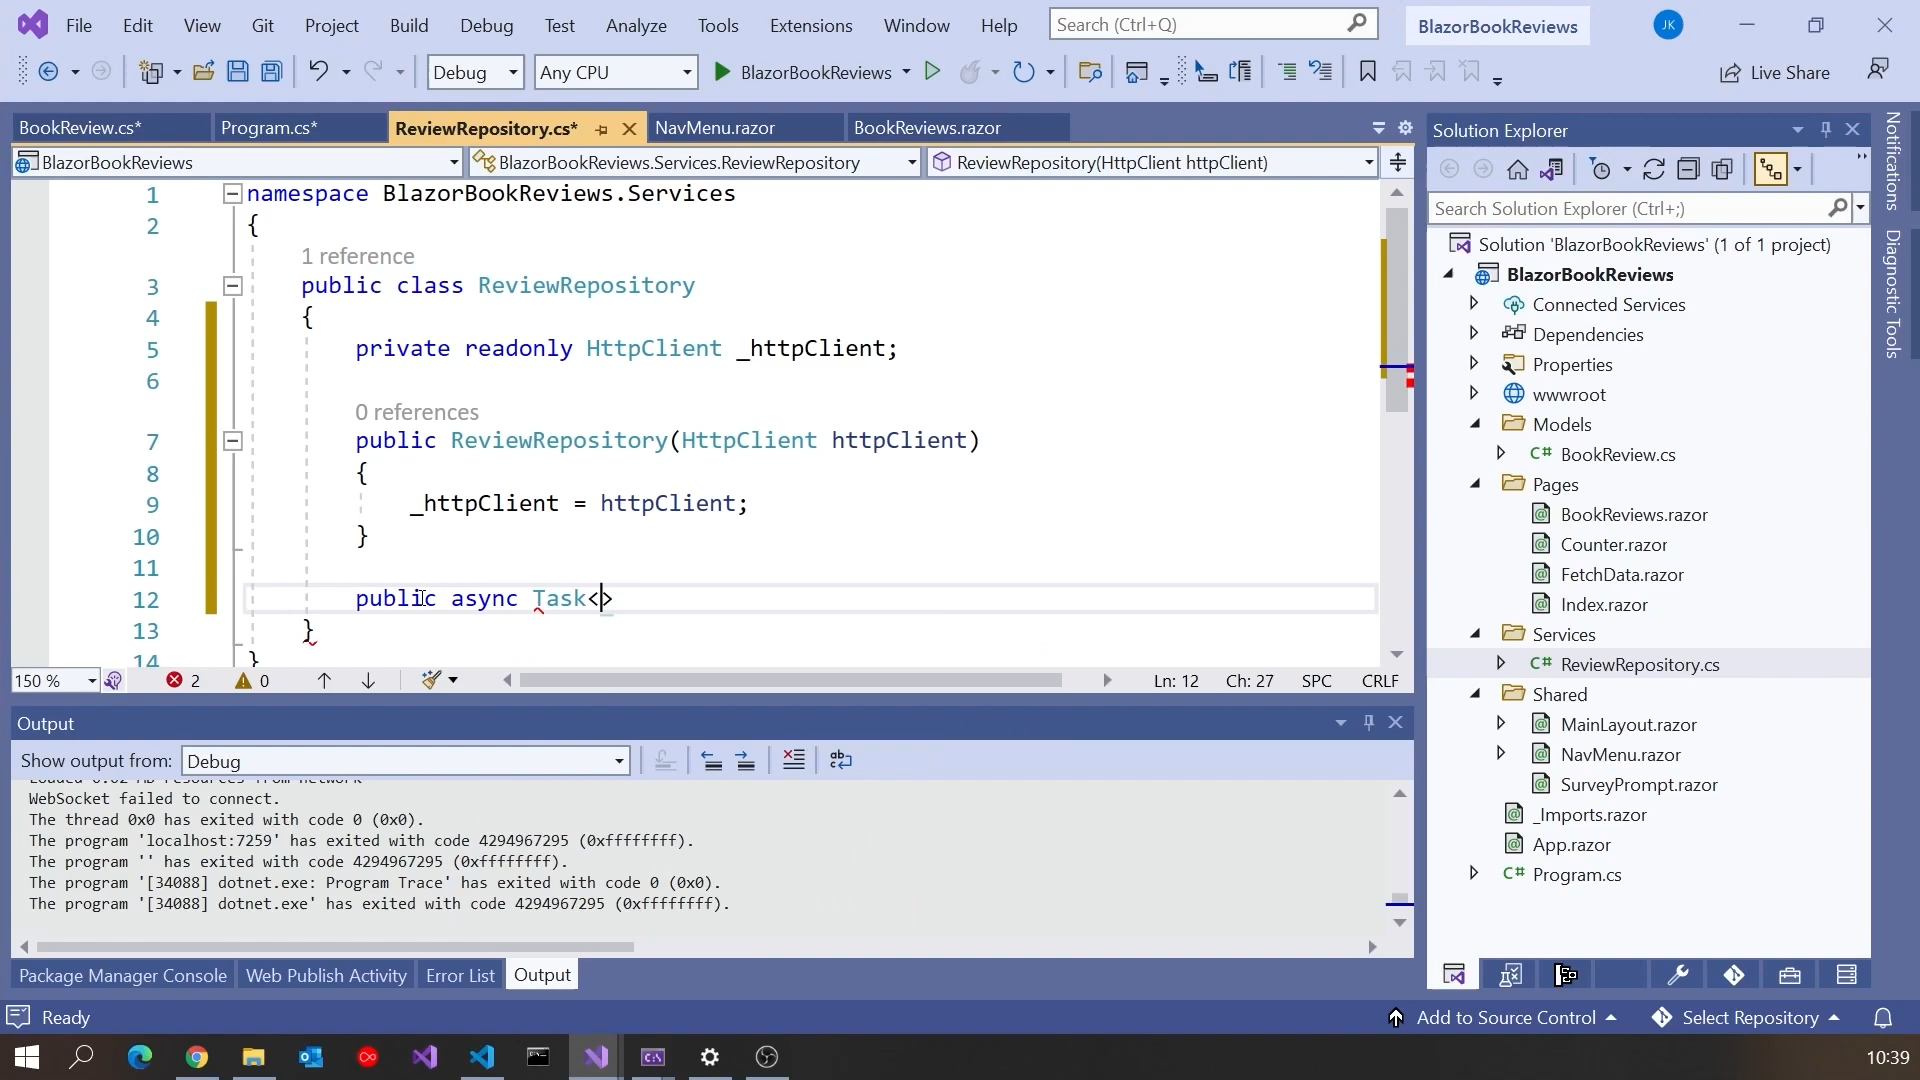 File Edit View Git Project Build Debug Test Analyze Tools Extensions Window Help Search (Ctrl+Q) BlazorBookReviews JK
Debug Any CPU BlazorBookReviews Live Share
BookReview.cs* Program.cs* ReviewRepository.cs* NavMenu.razor BookReviews.razor
BlazorBookReviews BlazorBookReviews.Services.ReviewRepository ReviewRepository(HttpClient httpClient)
1 namespace BlazorBookReviews.Services
2 {
1 reference
3 public class ReviewRepository
4 {
5 private readonly HttpClient _httpClient;
6
0 references
7 public ReviewRepository(HttpClient httpClient)
8 {
9 _httpClient = httpClient;
10 }
11
12 public async Task<>
13 }
14 }
150 % 2 0 Ln: 12 Ch: 27 SPC CRLF
Output
Show output from: Debug
Loaded 8.62 MB resources from network
WebSocket failed to connect.
The thread 0x0 has exited with code 0 (0x0).
The program 'localhost:7259' has exited with code 4294967295 (0xffffffff).
The program '' has exited with code 4294967295 (0xffffffff).
The program '[34088] dotnet.exe: Program Trace' has exited with code 0 (0x0).
The program '[34088] dotnet.exe' has exited with code 4294967295 (0xffffffff).
Package Manager Console Web Publish Activity Error List Output
Solution Explorer
Search Solution Explorer (Ctrl+;)
Solution 'BlazorBookReviews' (1 of 1 project)
BlazorBookReviews
Connected Services
Dependencies
Properties
wwwroot
Models
C# BookReview.cs
Pages
BookReviews.razor
Counter.razor
FetchData.razor
Index.razor
Services
C# ReviewRepository.cs
Shared
MainLayout.razor
NavMenu.razor
SurveyPrompt.razor
_Imports.razor
App.razor
C# Program.cs
Notifications
Diagnostic Tools
Ready Add to Source Control Select Repository
10:39